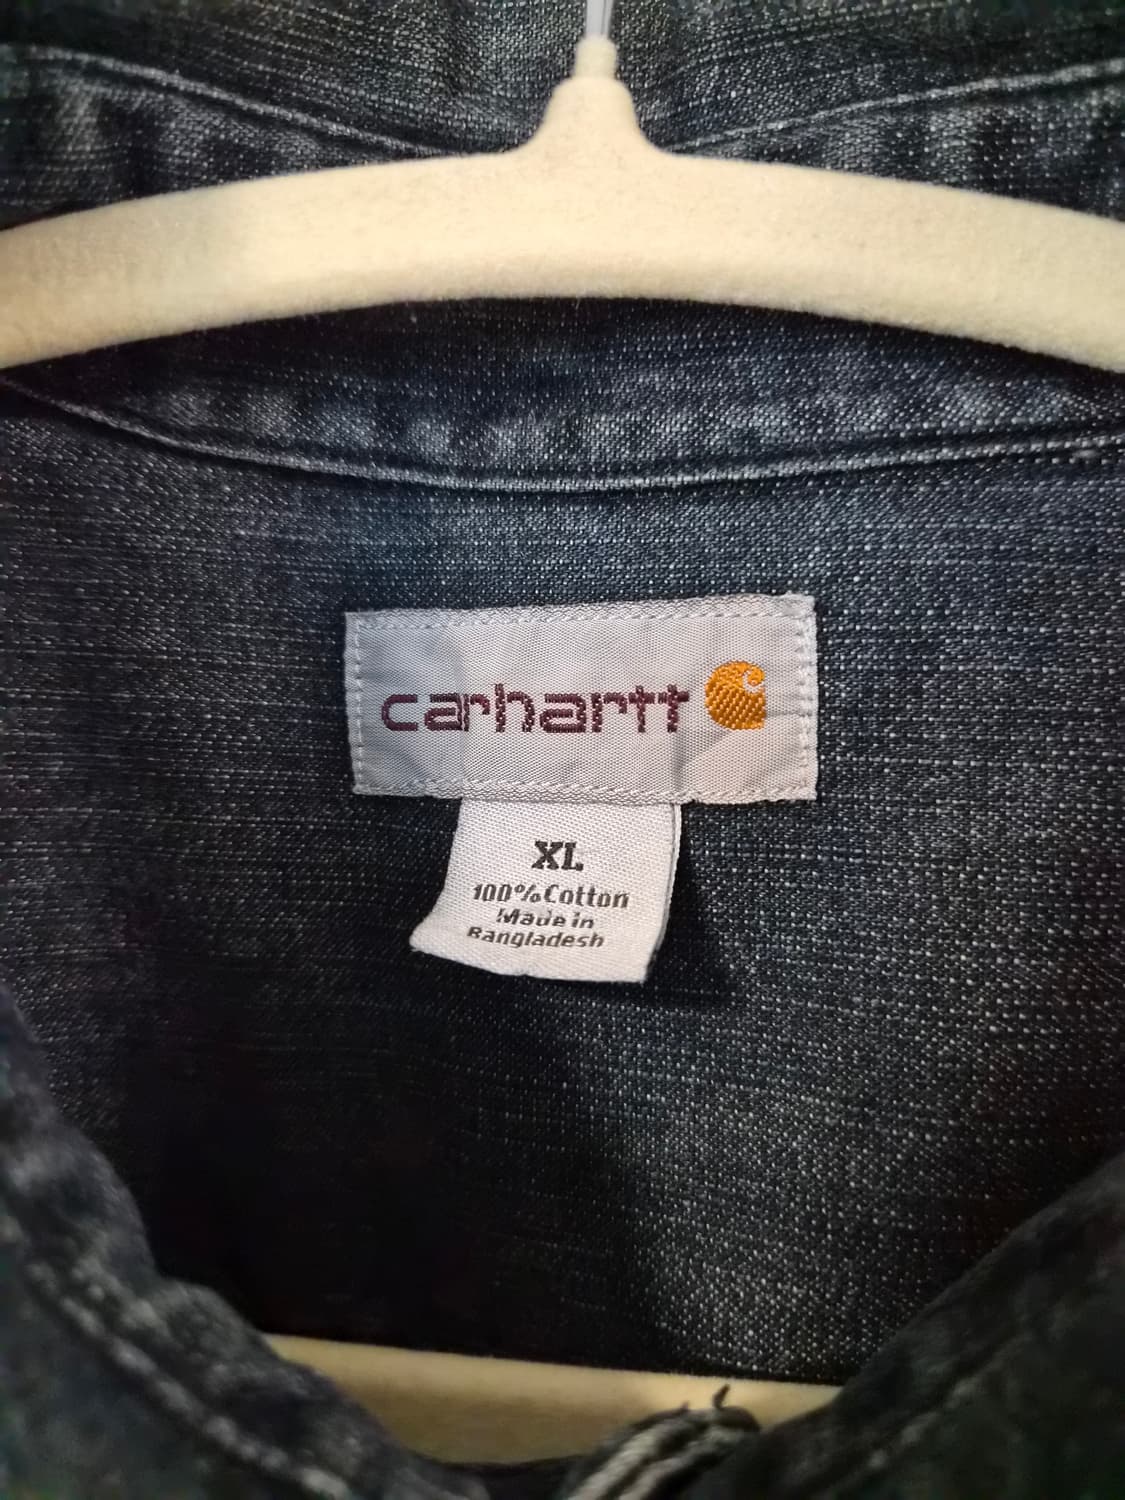 carhartt
XL
100% Cotton
Made in
Bangladesh